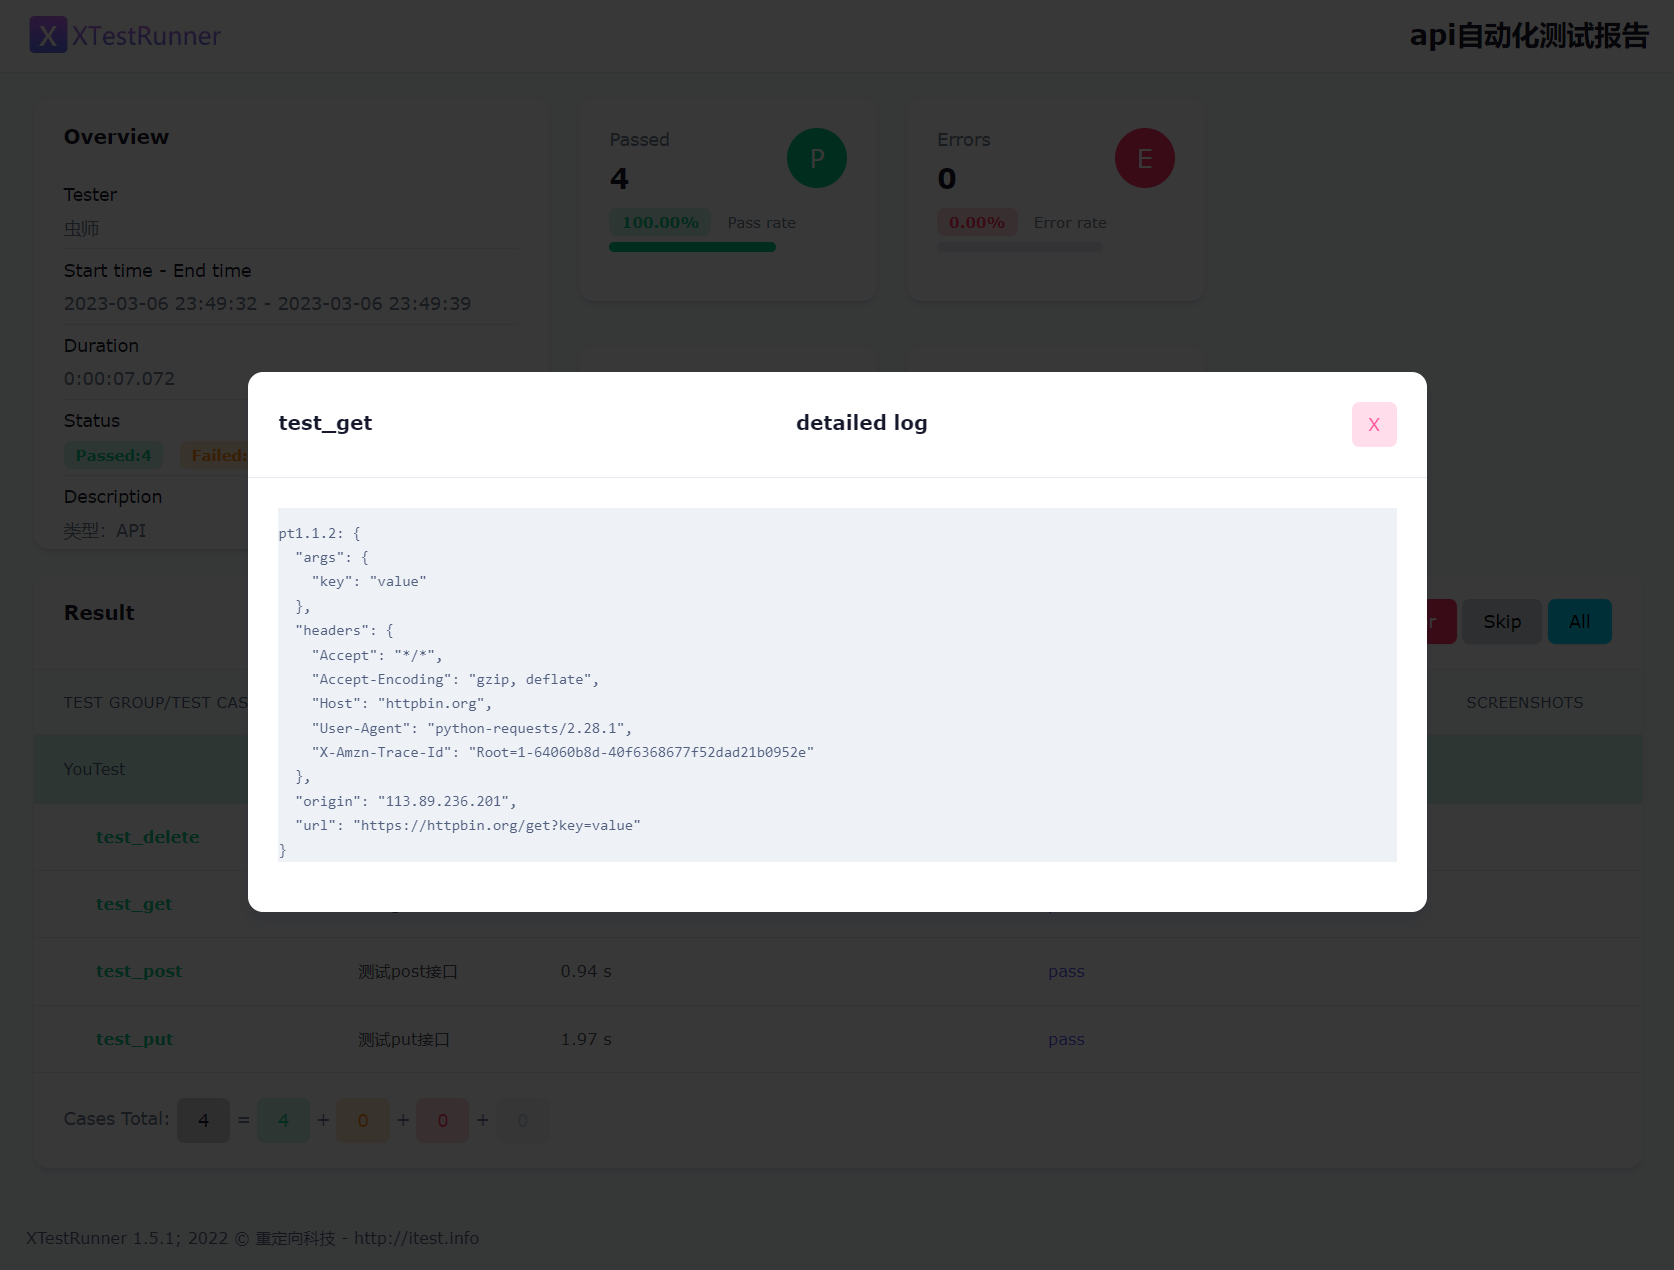 X XTestRunner
api自动化测试报告
Overview
Tester
虫师
Start time - End time
2023-03-06 23:49:32 - 2023-03-06 23:49:39
Duration
0:00:07.072
Status
Passed:4 Failed:
Description
类型：API
Passed
4
P
100.00% Pass rate
Errors
0
E
0.00% Error rate
test_get detailed log X
pt1.1.2: {
"args": {
"key": "value"
},
"headers": {
"Accept": "*/*",
"Accept-Encoding": "gzip, deflate",
"Host": "httpbin.org",
"User-Agent": "python-requests/2.28.1",
"X-Amzn-Trace-Id": "Root=1-64060b8d-40f6368677f52dad21b0952e"
},
"origin": "113.89.236.201",
"url": "https://httpbin.org/get?key=value"
}
Result
r Skip All
TEST GROUP/TEST CAS SCREENSHOTS
YouTest
test_delete
test_get
test_post 测试post接口 0.94 s pass
test_put 测试put接口 1.97 s pass
Cases Total: 4 = 4 + 0 + 0 + 0
XTestRunner 1.5.1; 2022 © 重定向科技 - http://itest.info